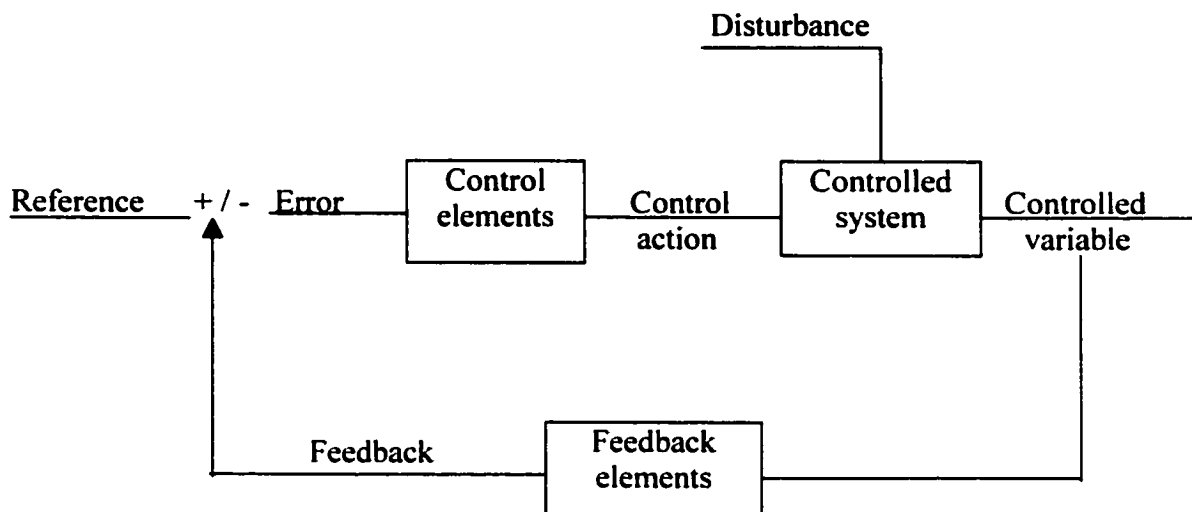 Disturbance
Reference
+ / -
Error
Control
elements
Control
action
Controlled
system
Controlled
variable
Feedback
Feedback
elements